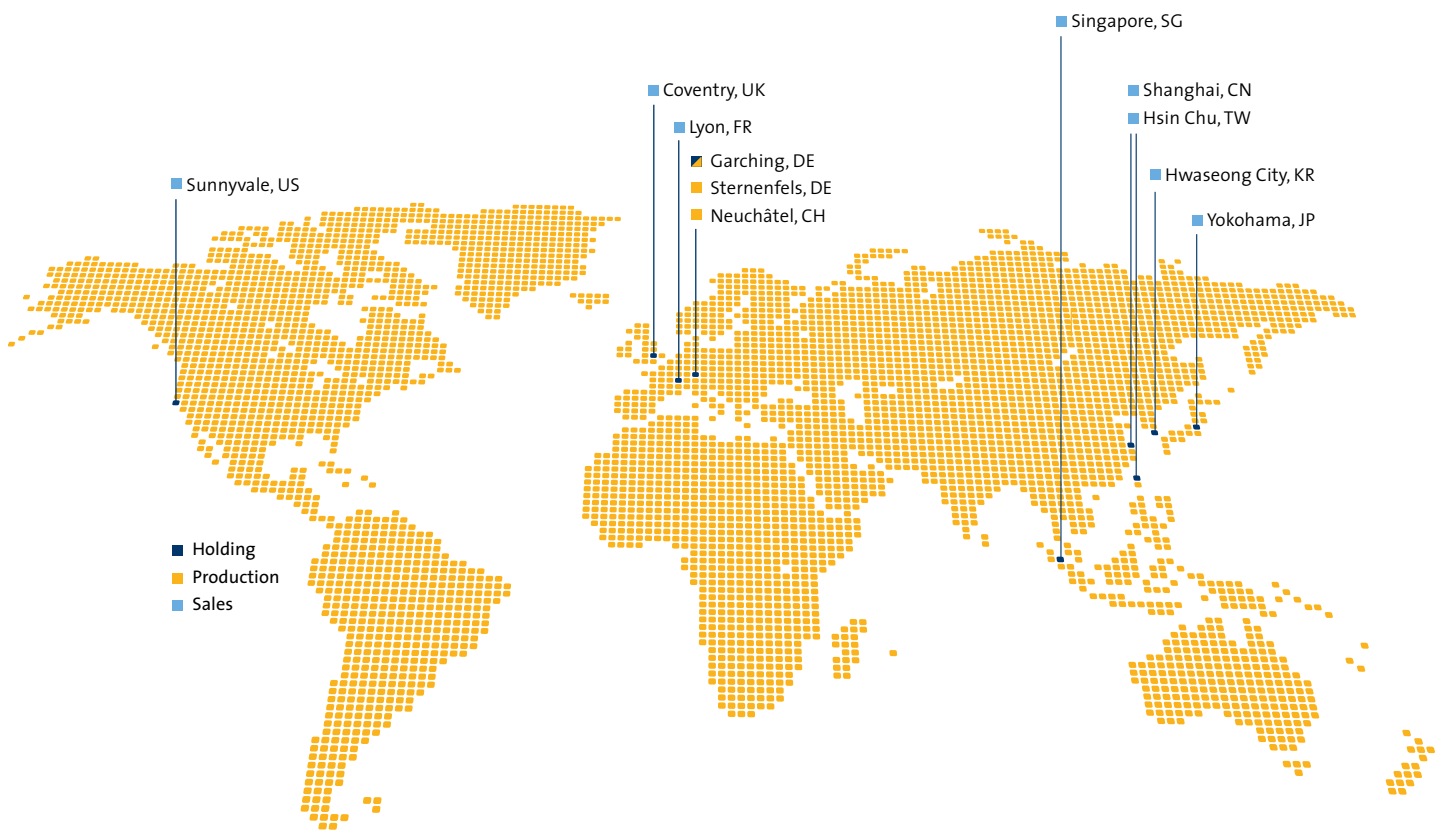 Singapore, SG
Coventry, UK
Shanghai, CN
Hsin Chu, TW
Lyon, FR
Garching, DE
Sternenfels, DE
Neuchâtel, CH
Hwaseong City, KR
Sunnyvale, US
Yokohama, JP
Holding
Production
Sales